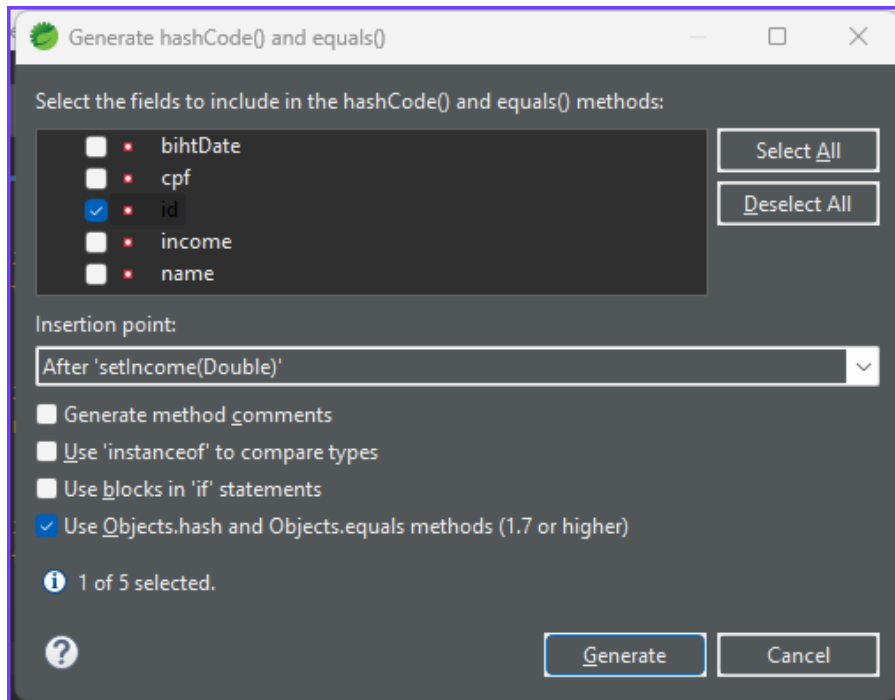 Generate hashCode() and equals()
Select the fields to include in the hashCode() and equals() methods:
bihtDate
cpf
id
income
name
Select All
Deselect All
Insertion point:
After 'setIncome(Double)'
Generate method comments
Use 'instanceof' to compare types
Use blocks in 'if' statements
Use Objects.hash and Objects.equals methods (1.7 or higher)
1 of 5 selected.
Generate
Cancel